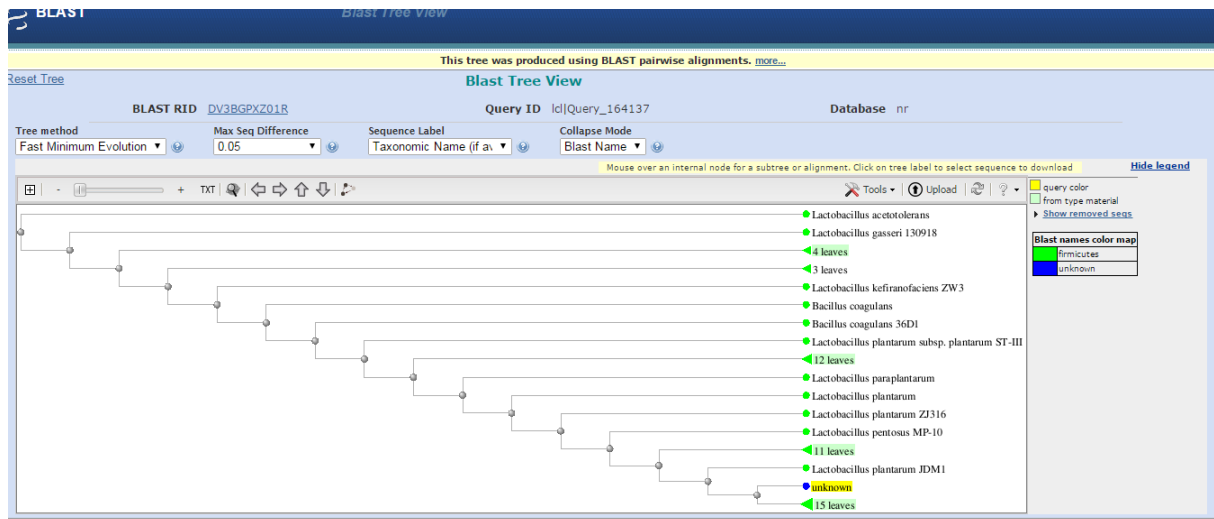 BLAST Blast Tree View
This tree was produced using BLAST pairwise alignments. more...
Reset Tree Blast Tree View
BLAST RID DV3BGPXZ01R Query ID lcl|Query_164137 Database nr
Tree method Max Seq Difference Sequence Label Collapse Mode
Fast Minimum Evolution ▼ 0.05 ▼ Taxonomic Name (if av ▼ Blast Name ▼
Mouse over an internal node for a subtree or alignment. Click on tree label to select sequence to download Hide legend
- + TXT Tools Upload ?
query color
from type material
Show removed seqs
Blast names color map
firmicutes
unknown
Lactobacillus acetotolerans
Lactobacillus gasseri 130918
4 leaves
3 leaves
Lactobacillus kefiranofaciens ZW3
Bacillus coagulans
Bacillus coagulans 36D1
Lactobacillus plantarum subsp. plantarum ST-III
12 leaves
Lactobacillus paraplantarum
Lactobacillus plantarum
Lactobacillus plantarum ZJ316
Lactobacillus pentosus MP-10
11 leaves
Lactobacillus plantarum JDM1
unknown
15 leaves